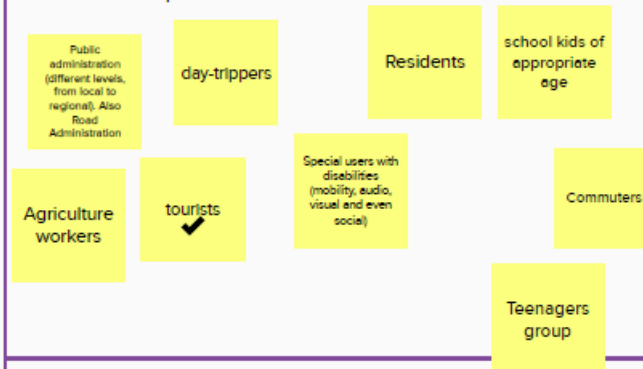 Public
administration
(different levels,
from local to
regional). Also
Road
Administration
day-trippers
Residents
school kids of
appropriate
age
Agriculture
workers
tourists
Special users with
disabilities
(mobility, audio,
visual and even
social)
Commuters
Teenagers
group